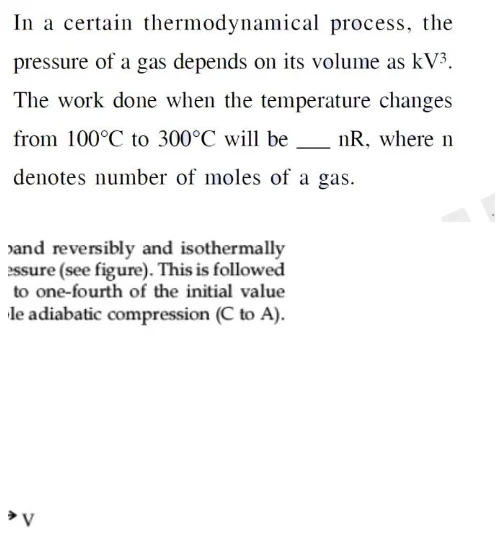 In a certain thermodynamical process, the
pressure of a gas depends on its volume as kV³.
The work done when the temperature changes
from 100°C to 300°C will be ___ nR, where n
denotes number of moles of a gas.
and reversibly and isothermally
essure (see figure). This is followed
to one-fourth of the initial value
le adiabatic compression (C to A).
V